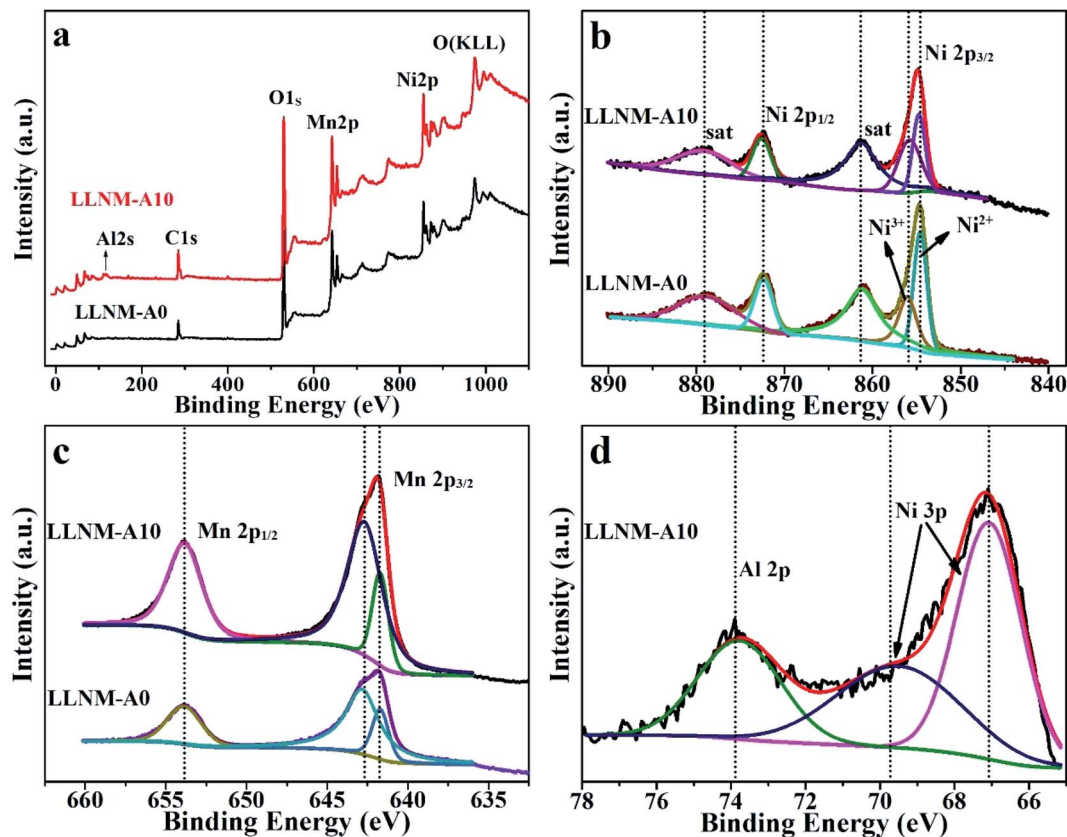 a
O(KLL)
Ni2p
O1s
Mn2p
LLNM-A10
Al2s
C1s
LLNM-A0
Intensity (a.u.)
0 200 400 600 800 1000
Binding Energy (eV)
b
Ni 2p3/2
LLNM-A10
sat
Ni 2p1/2
sat
Ni3+
Ni2+
LLNM-A0
Intensity (a.u.)
890 880 870 860 850 840
Binding Energy (eV)
c
Mn 2p3/2
LLNM-A10
Mn 2p1/2
LLNM-A0
Intensity (a.u.)
660 655 650 645 640 635
Binding Energy (eV)
d
LLNM-A10
Ni 3p
Al 2p
Intensity (a.u.)
78 76 74 72 70 68 66
Binding Energy (eV)